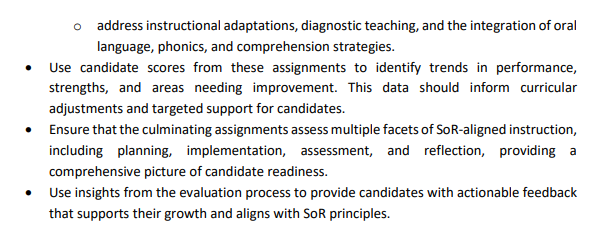 o address instructional adaptations, diagnostic teaching, and the integration of oral
language, phonics, and comprehension strategies.
• Use candidate scores from these assignments to identify trends in performance,
strengths, and areas needing improvement. This data should inform curricular
adjustments and targeted support for candidates.
• Ensure that the culminating assignments assess multiple facets of SoR-aligned instruction,
including planning, implementation, assessment, and reflection, providing a
comprehensive picture of candidate readiness.
• Use insights from the evaluation process to provide candidates with actionable feedback
that supports their growth and aligns with SoR principles.